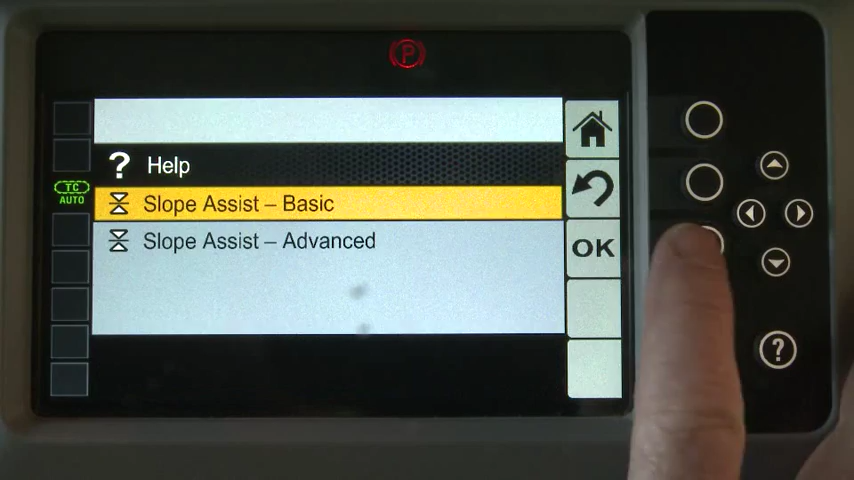 P
? Help
TC
AUTO
Slope Assist – Basic
Slope Assist – Advanced
OK
?